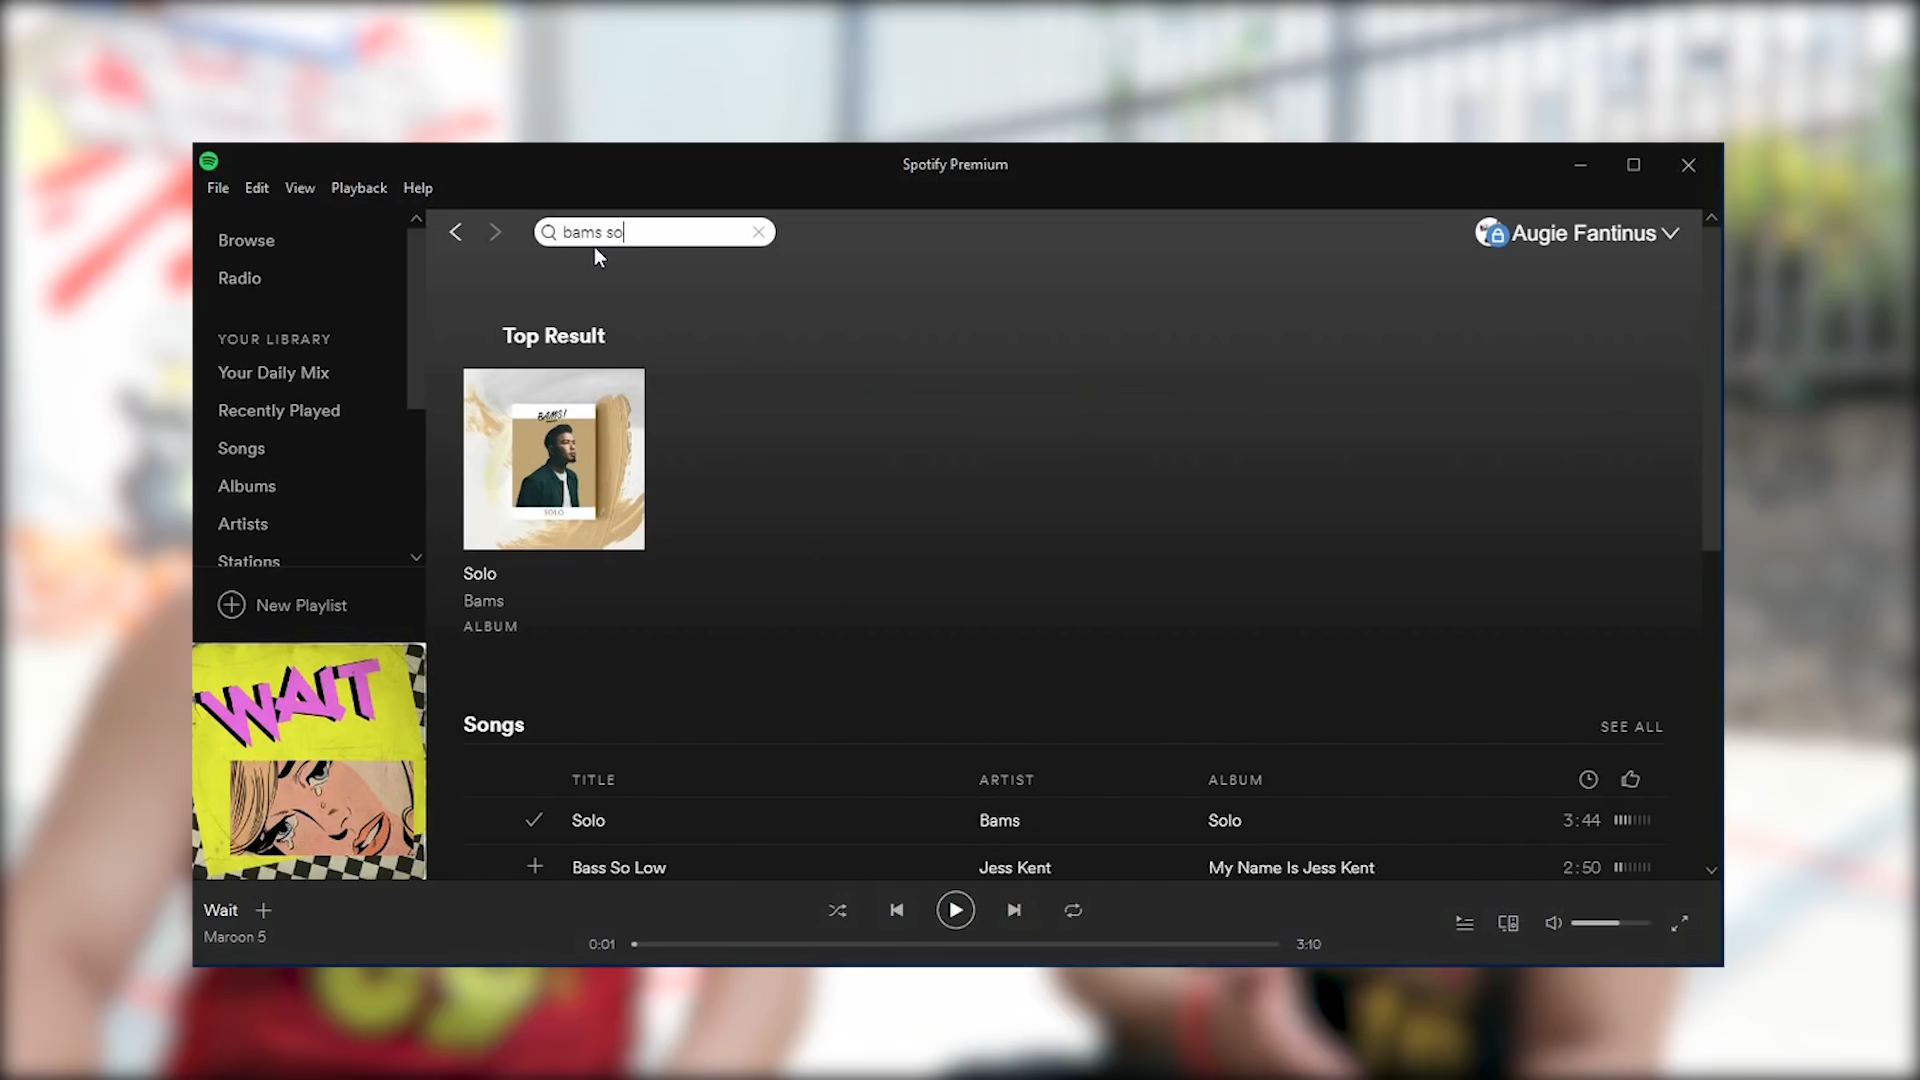 Spotify Premium
File Edit View Playback Help
bams so
Augie Fantinus
Browse
Radio
YOUR LIBRARY
Your Daily Mix
Recently Played
Songs
Albums
Artists
Stations
New Playlist
Top Result
BAMS!
SOLO
Solo
Bams
ALBUM
Songs
SEE ALL
TITLE ARTIST ALBUM
Solo Bams Solo 3:44
Bass So Low Jess Kent My Name Is Jess Kent 2:50
WAIT
Wait
Maroon 5
0:01
3:10